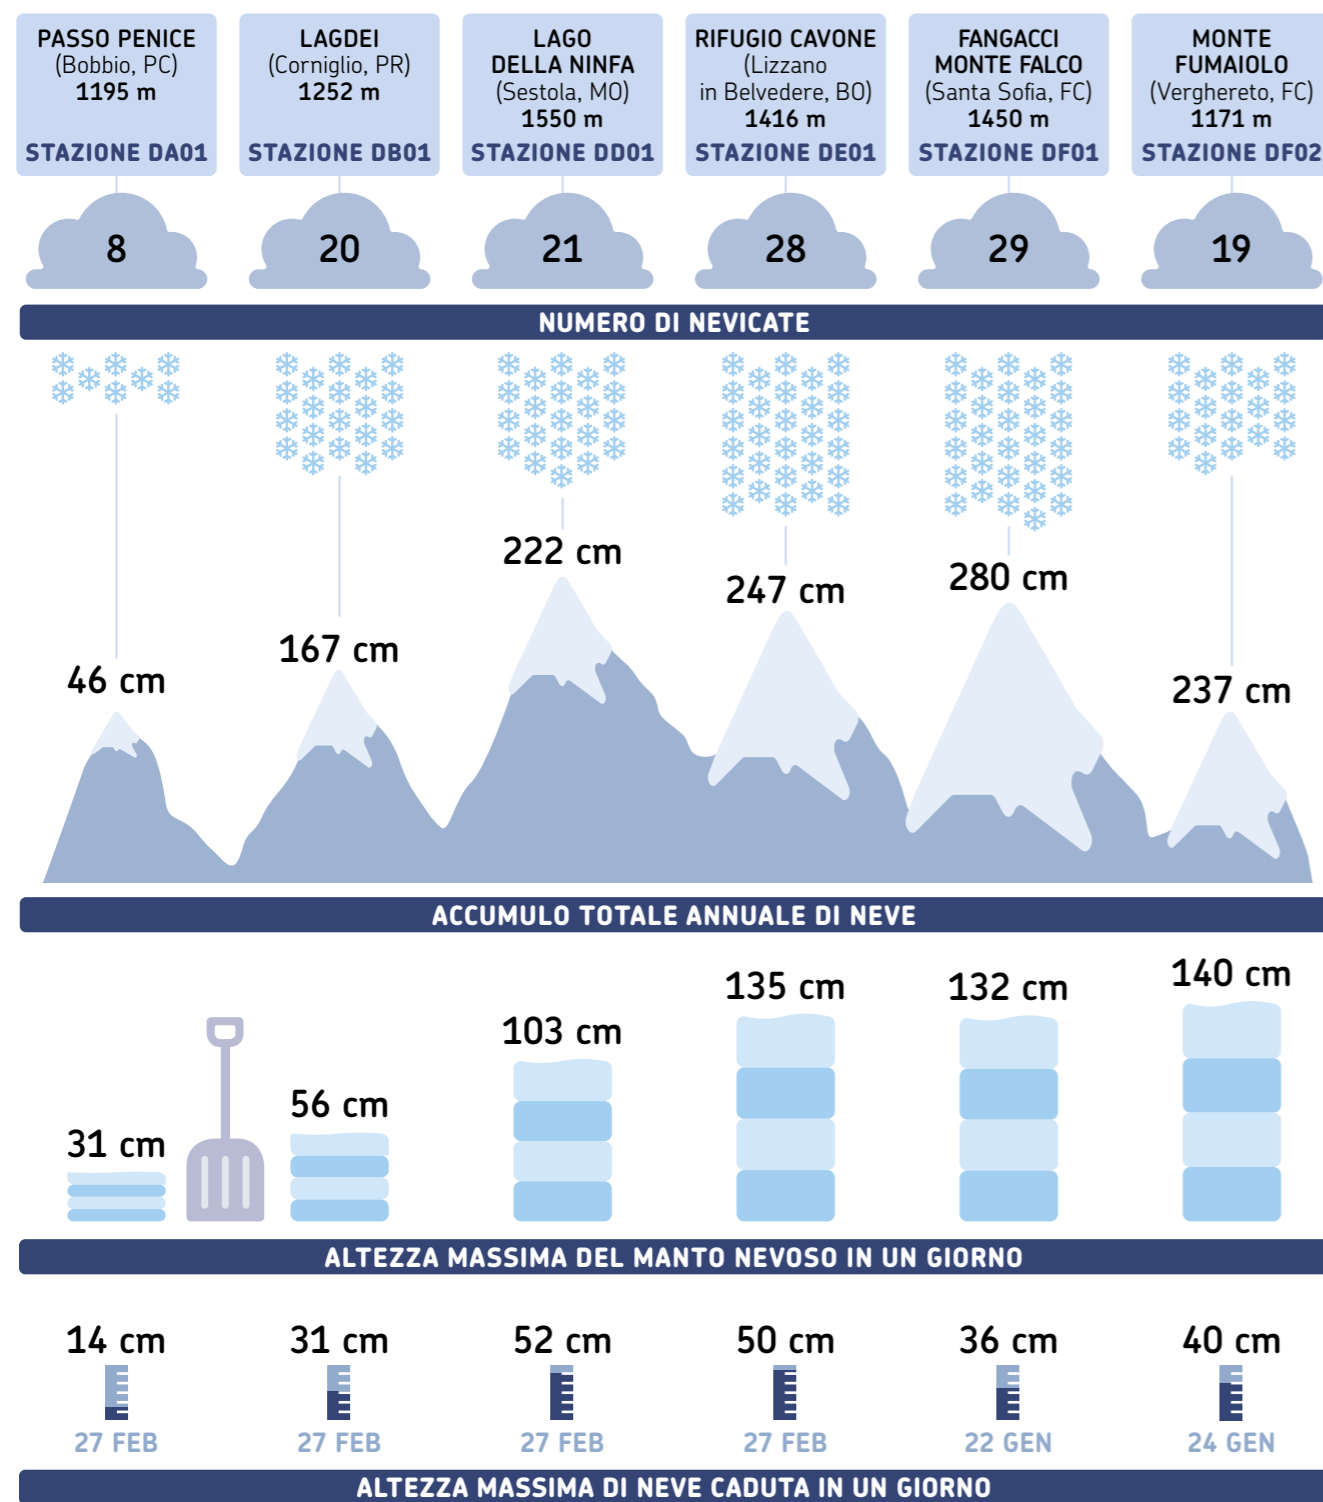 PASSO PENICE
(Bobbio, PC)
1195 m
STAZIONE DA01
LAGDEI
(Corniglio, PR)
1252 m
STAZIONE DB01
LAGO
DELLA NINFA
(Sestola, MO)
1550 m
STAZIONE DD01
RIFUGIO CAVONE
(Lizzano
in Belvedere, BO)
1416 m
STAZIONE DE01
FANGACCI
MONTE FALCO
(Santa Sofia, FC)
1450 m
STAZIONE DF01
MONTE
FUMAIOLO
(Verghereto, FC)
1171 m
STAZIONE DF02
8
20
21
28
29
19
NUMERO DI NEVICATE
46 cm
167 cm
222 cm
247 cm
280 cm
237 cm
ACCUMULO TOTALE ANNUALE DI NEVE
31 cm
56 cm
103 cm
135 cm
132 cm
140 cm
ALTEZZA MASSIMA DEL MANTO NEVOSO IN UN GIORNO
14 cm
31 cm
52 cm
50 cm
36 cm
40 cm
27 FEB
27 FEB
27 FEB
27 FEB
22 GEN
24 GEN
ALTEZZA MASSIMA DI NEVE CADUTA IN UN GIORNO